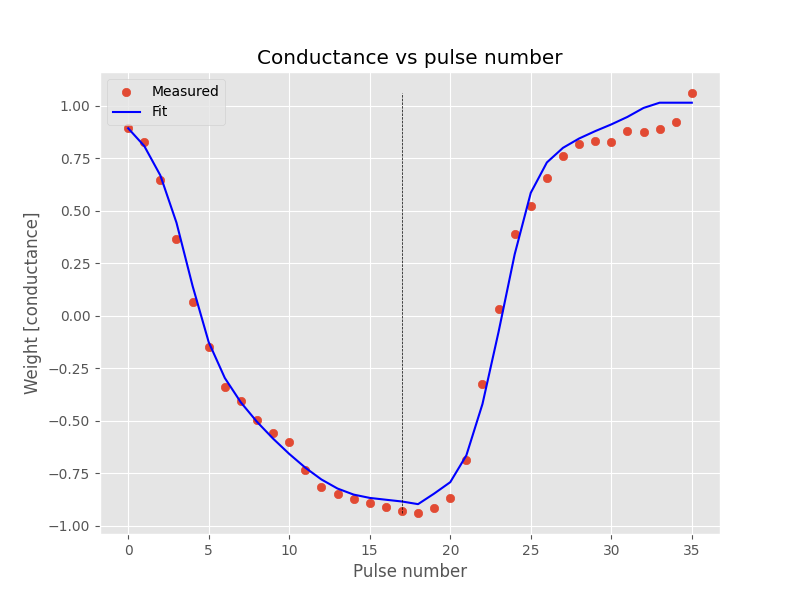 Conductance vs pulse number
Measured
Fit
1.00
0.75
0.50
0.25
0.00
−0.25
−0.50
−0.75
−1.00
Weight [conductance]
0 5 10 15 20 25 30 35
Pulse number